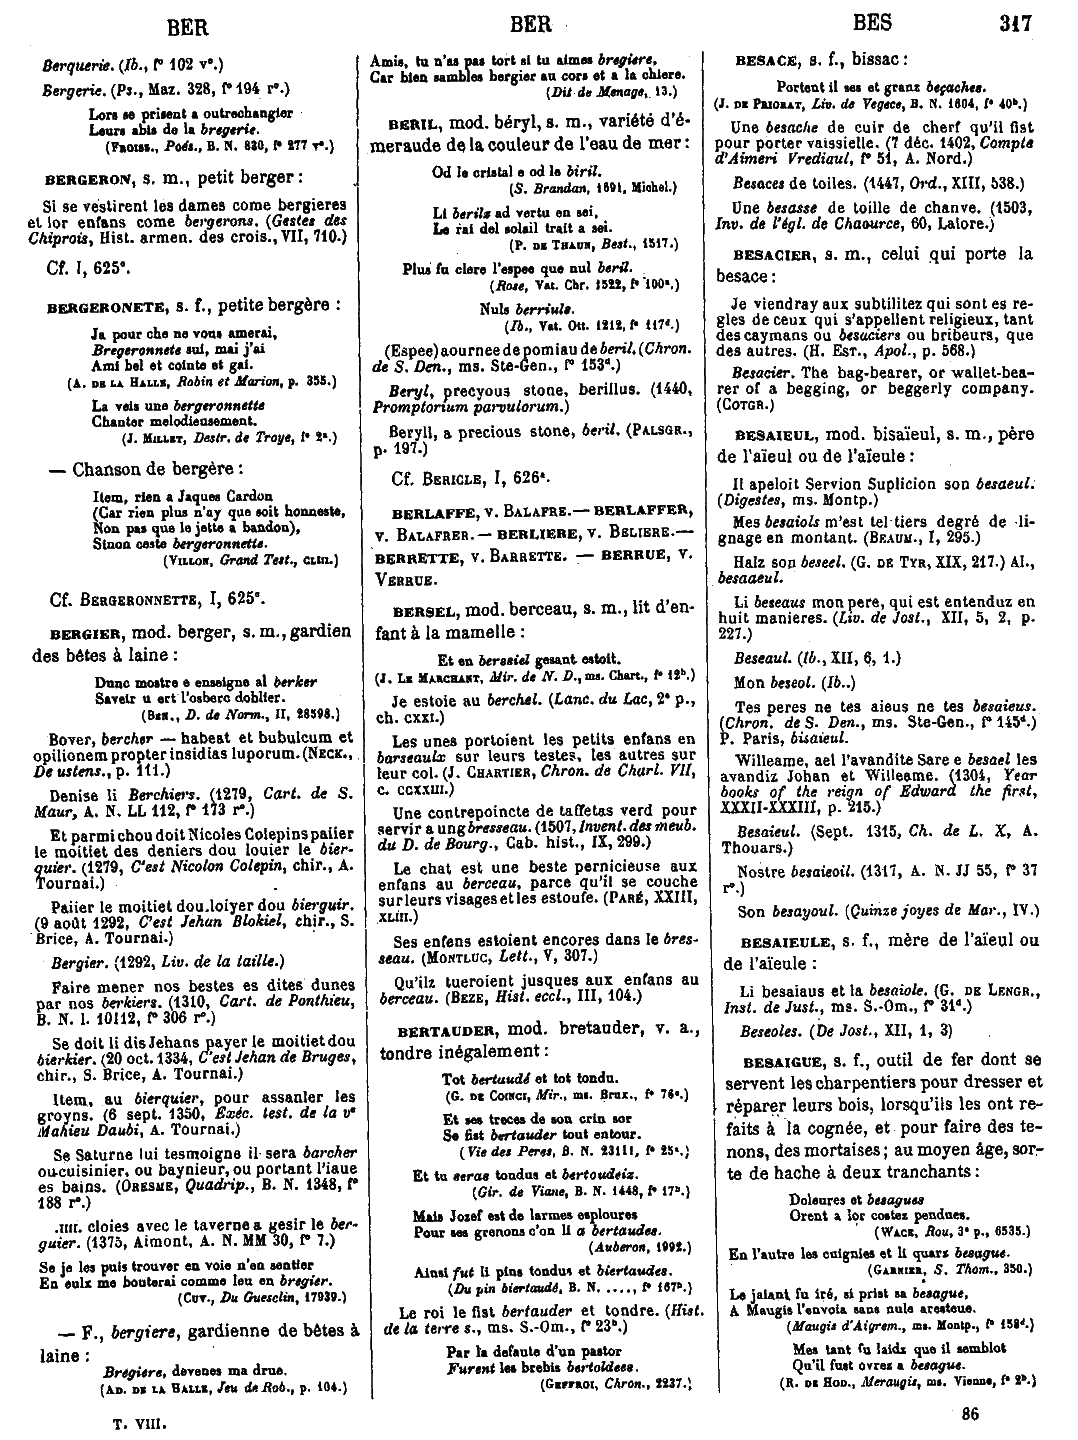 BER
BER
BES
317
Berquerie. (Ib., f° 102 v°.)
Bergerie. (Ps., Maz. 328, f° 194 r°.)
Lors se prisent a outrechangier
Leurs abis de la bregerie.
(FROISS., Poés., B. N. 830, f° 277 v°.)
BERGERON, s. m., petit berger :
Si se vestirent les dames come bergieres
et lor enfans come bergerons. (Gestes des
Chiprois, Hist. armen. des crois., VII, 710.)
Cf. I, 625ᵃ.
BERGERONETE, s. f., petite bergère :
Ja pour che ne vous amerai,
Bregeronnete sui, mai j'ai
Ami bel et cointe et gai.
(A. DE LA HALLE, Robin et Marion, p. 355.)
La veis une bergeronnette
Chanter melodieusement.
(J. MILLET, Destr. de Troye, f° 2ᵃ.)
— Chanson de bergère :
Item, rien a Jaques Cardon
(Car rien plus n'ay que soit honneste,
Non pas que le jette a bandon),
Sinon ceste bergeronnette.
(VILLON, Grand Test., CLIII.)
Cf. BERGERONNETTE, I, 625ᵃ.
BERGIER, mod. berger, s. m., gardien
des bêtes à laine :
Dunc mostre e enseigne al berker
Saveir u ert l'osberc doblier.
(BEN., D. de Norm., II, 28598.)
Bover, bercher — habeat et bubulcum et
opilionem propter insidias luporum. (NECK.,
De ustens., p. 111.)
Denise li Berchiers. (1279, Cart. de S.
Maur, A. N. LL 112, f° 173 r°.)
Et parmi chou doit Nicoles Colepins paiier
le moitiet des deniers dou louier le bier-
quier. (1279, C'est Nicolon Colepin, chir., A.
Tournai.)
Paiier le moitiet dou loiyer dou bierguir.
(9 août 1292, C'est Jehan Blokiel, chir., S.
Brice, A. Tournai.)
Bergier. (1292, Liv. de la taille.)
Faire mener nos bestes es dites dunes
par nos berkiers. (1310, Cart. de Ponthieu,
B. N. l. 10112, f° 306 r°.)
Se doit li dis Jehans payer le moitiet dou
bierkier. (20 oct. 1334, C'est Jehan de Bruges,
chir., S. Brice, A. Tournai.)
Item, au bierquier, pour assanler les
groyns. (6 sept. 1350, Exéc. test. de la vᵉ
Mahieu Daubi, A. Tournai.)
Se Saturne lui tesmoigne il sera barcher
ou cuisinier, ou baynieur, ou portant l'iaue
es bains. (ORESME, Quadrip., B. N. 1348, f°
188 r°.)
.IIII. cloies avec le taverne a gesir le ber-
guier. (1375, Aimont, A. N. MM 30, f° 7.)
Se je les puis trouver en voie n'en sentier
En eulx me bouterai comme leu en bregier.
(CUV., Du Guesclin, 17939.)
— F., bergiere, gardienne de bêtes à
laine :
Bregiere, devenes ma drue.
(AD. DE LA HALLE, Jeu de Rob., p. 104.)
T. VIII.
Amis, tu n'as pas tort si tu aimes bregiere,
Car bien sambles bergier au cors et a la chiere.
(Dit de Menage, 13.)
BERIL, mod. béryl, s. m., variété d'é-
meraude de la couleur de l'eau de mer :
Od le cristal e od le biril.
(S. Brandan, 1691, Michel.)
Li berilz ad vertu en sei,
Le rai del solail trait a sei.
(P. DE THAUN, Best., 1517.)
Plus fu clere l'espee que nul beril.
(Rose, Vat. Chr. 1522, f° 100ᵃ.)
Nuls berriuls.
(Ib., Vat. Ott. 1212, f° 117ᵈ.)
(Espee) aournee de pomiau de beril. (Chron.
de S. Den., ms. Ste-Gen., f° 153ᵈ.)
Beryl, precyous stone, berillus. (1440,
Promptorium parvulorum.)
Beryll, a precious stone, beril. (PALSGR.,
p. 197.)
Cf. BERICLE, I, 626ᵃ.
BERLAFFE, v. BALAFRE. — BERLAFFER,
v. BALAFRER. — BERLIERE, v. BELIERE. —
BERRETTE, v. BARRETTE. — BERRUE, v.
VERRUE.
BERSEL, mod. berceau, s. m., lit d'en-
fant à la mamelle :
Et en berseiel gesant estoit.
(J. LE MARCHANT, Mir. de N. D., ms. Chart., f° 12ᵇ.)
Je estoie au berchel. (Lanc. du Lac, 2ᵉ p.,
ch. CXXI.)
Les unes portoient les petits enfans en
barseaulx sur leurs testes, les autres sur
leur col. (J. CHARTIER, Chron. de Charl. VII,
c. CCXXIII.)
Une contrepoincte de taffetas verd pour
servir a ung bresseau. (1507, Invent. des meub.
du D. de Bourg., Cab. hist., IX, 299.)
Le chat est une beste pernicieuse aux
enfans au berceau, parce qu'il se couche
sur leurs visages et les estoufe. (PARÉ, XXIII,
XLIII.)
Ses enfens estoient encores dans le bres-
seau. (MONTLUC, Lett., V, 307.)
Qu'ilz tueroient jusques aux enfans au
berceau. (BEZE, Hist. eccl., III, 104.)
BERTAUDER, mod. bretauder, v. a.,
tondre inégalement :
Tot bertaudé et tot tondu.
(G. DE COINCI, Mir., ms. Brux., f° 76ᵃ.)
Et ses treces de son crin sor
Se fist bertauder tout entour.
(Vie des Peres, B. N. 23111, f° 25ᵃ.)
Et tu seras tondus et bertoudeiz.
(Gir. de Viane, B. N. 1448, f° 17ᵇ.)
Mais Jozef est de larmes esploures
Pour ses grenons c'on li a bertaudes.
(Auberon, 1992.)
Ainsi fut li pins tondus et biertaudes.
(Du pin biertaudé, B. N. ...., f° 167ᵇ.)
Le roi le fist bertauder et tondre. (Hist.
de la terre s., ms. S.-Om., f° 23ᵇ.)
Par la defaute d'un pastor
Furent les brebis bertoldees.
(GEFFROI, Chron., 2237.)
BESACE, s. f., bissac :
Portent il ses et granz beçaches.
(J. DE PRIORAT, Liv. de Vegece, B. N. 1604, f° 40ᵇ.)
Une besache de cuir de cherf qu'il fist
pour porter vaissielle. (7 déc. 1402, Compte
d'Aimeri Vrediaul, f° 51, A. Nord.)
Besaces de toiles. (1447, Ord., XIII, 538.)
Une besasse de toille de chanve. (1503,
Inv. de l'égl. de Chaource, 60, Lalore.)
BESACIER, s. m., celui qui porte la
besace :
Je viendray aux subtilitez qui sont es re-
gles de ceux qui s'appellent religieux, tant
des caymans ou besaciers ou bribeurs, que
des autres. (H. EST., Apol., p. 568.)
Besacier. The bag-bearer, or wallet-bea-
rer of a begging, or beggerly company.
(COTGR.)
BESAIEUL, mod. bisaïeul, s. m., père
de l'aïeul ou de l'aïeule :
Il apeloit Servion Suplicion son besaeul.
(Digestes, ms. Montp.)
Mes besaiols m'est tel tiers degré de li-
gnage en montant. (BEAUM., I, 295.)
Halz son beseel. (G. DE TYR, XIX, 217.) Al.,
besaaeul.
Li beseaus mon pere, qui est entenduz en
huit manieres. (Liv. de Jost., XII, 5, 2, p.
227.)
Beseaul. (Ib., XII, 6, 1.)
Mon beseol. (Ib..)
Tes peres ne tes aieus ne tes besaieus.
(Chron. de S. Den., ms. Ste-Gen., f° 145ᵈ.)
P. Paris, bisaieul.
Willeame, ael l'avandite Sare e besael les
avandiz Johan et Willeame. (1304, Year
books of the reign of Edward the first,
XXXII-XXXIII, p. 215.)
Besaieul. (Sept. 1315, Ch. de L. X, A.
Thouars.)
Nostre besaieoil. (1317, A. N. JJ 55, f° 37
r°.)
Son besayoul. (Quinze joyes de Mar., IV.)
BESAIEULE, s. f., mère de l'aïeul ou
de l'aïeule :
Li besaiaus et la besaiole. (G. DE LENGR.,
Inst. de Just., ms. S.-Om., f° 31ᵈ.)
Beseoles. (De Jost., XII, 1, 3)
BESAIGUE, s. f., outil de fer dont se
servent les charpentiers pour dresser et
réparer leurs bois, lorsqu'ils les ont re-
faits à la cognée, et pour faire des te-
nons, des mortaises ; au moyen âge, sor-
te de hache à deux tranchants :
Doleures et besagues
Orent a lor costez pendues.
(WACE, Rou, 3ᵉ p., 6535.)
En l'autre les cuignies et li quarz besague.
(GARNIER, S. Thom., 350.)
Le jaiant fu iré, si prist sa besague,
A Maugis l'envoia sans nule aresteue.
(Maugis d'Aigrem., ms. Montp., f° 158ᵈ.)
Mes tant fu laidz que il semblot
Qu'il fust ovrez a besague.
(R. DE HOD., Meraugis, ms. Vienne, f° 2ᵇ.)
86